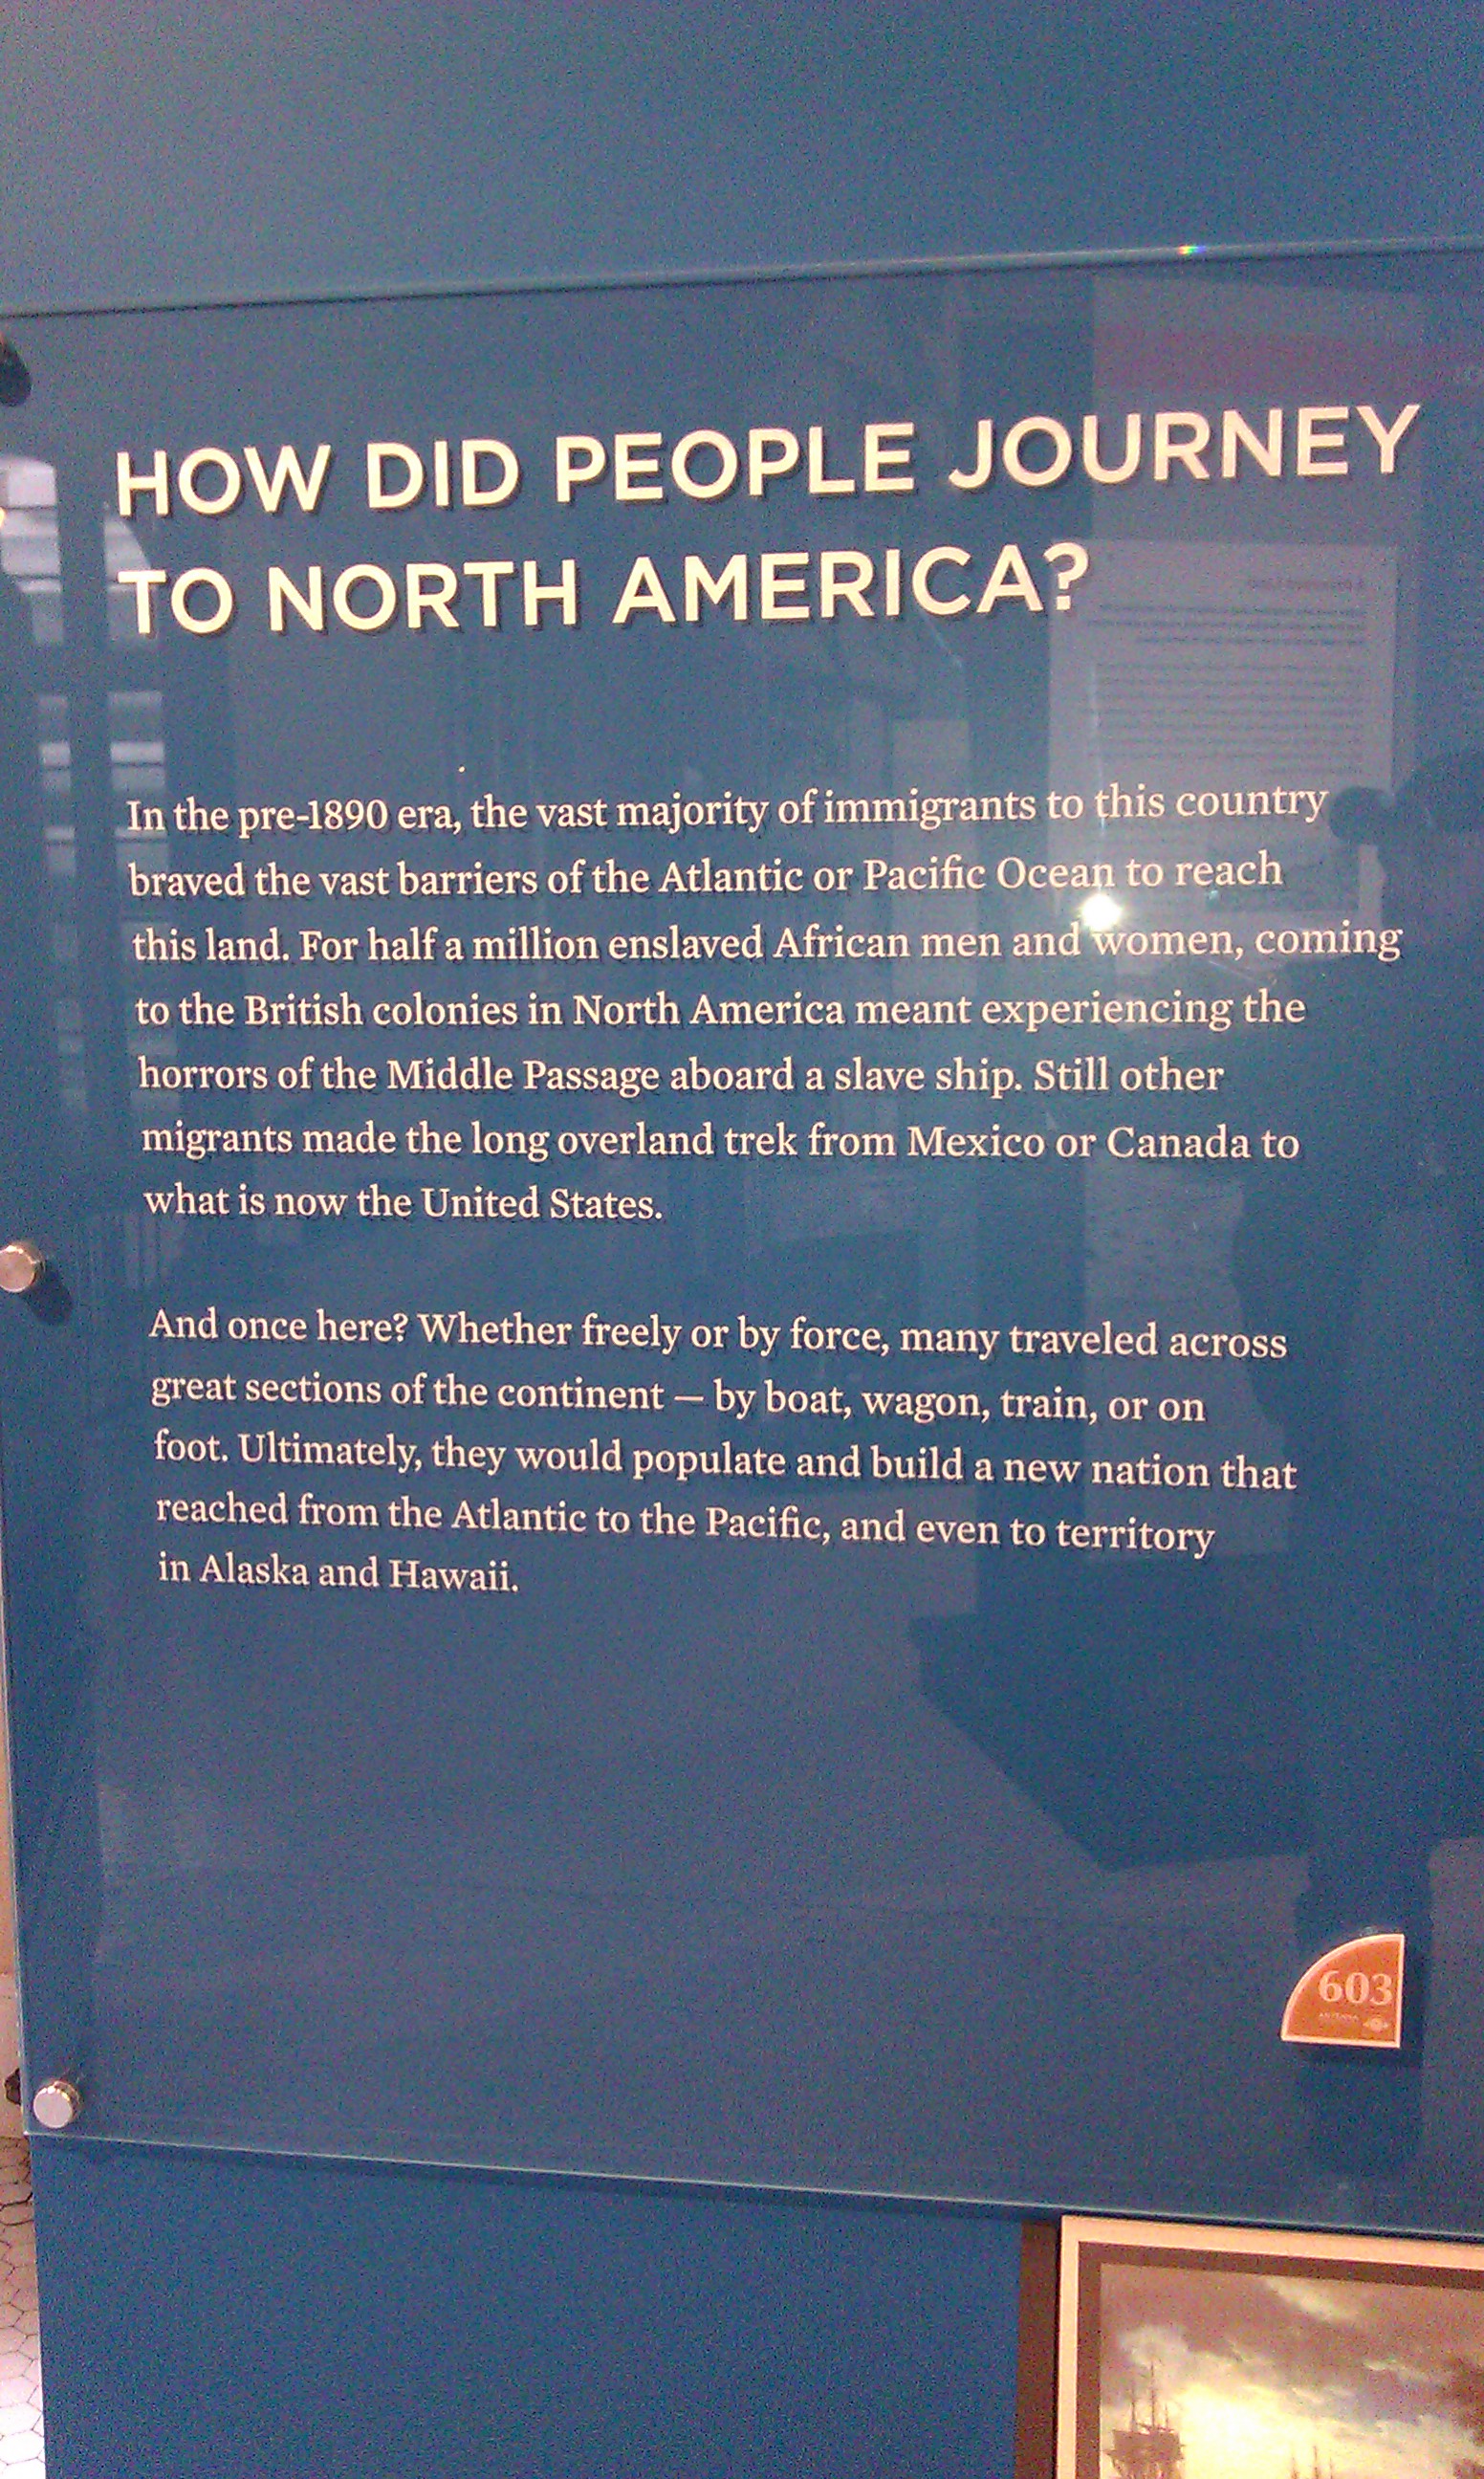 HOW DID PEOPLE JOURNEY
TO NORTH AMERICA?
In the pre-1890 era, the vast majority of immigrants to this country
braved the vast barriers of the Atlantic or Pacific Ocean to reach
this land. For half a million enslaved African men and women, coming
to the British colonies in North America meant experiencing the
horrors of the Middle Passage aboard a slave ship. Still other
migrants made the long overland trek from Mexico or Canada to
what is now the United States.
And once here? Whether freely or by force, many traveled across
great sections of the continent — by boat, wagon, train, or on
foot. Ultimately, they would populate and build a new nation that
reached from the Atlantic to the Pacific, and even to territory
in Alaska and Hawaii.
603